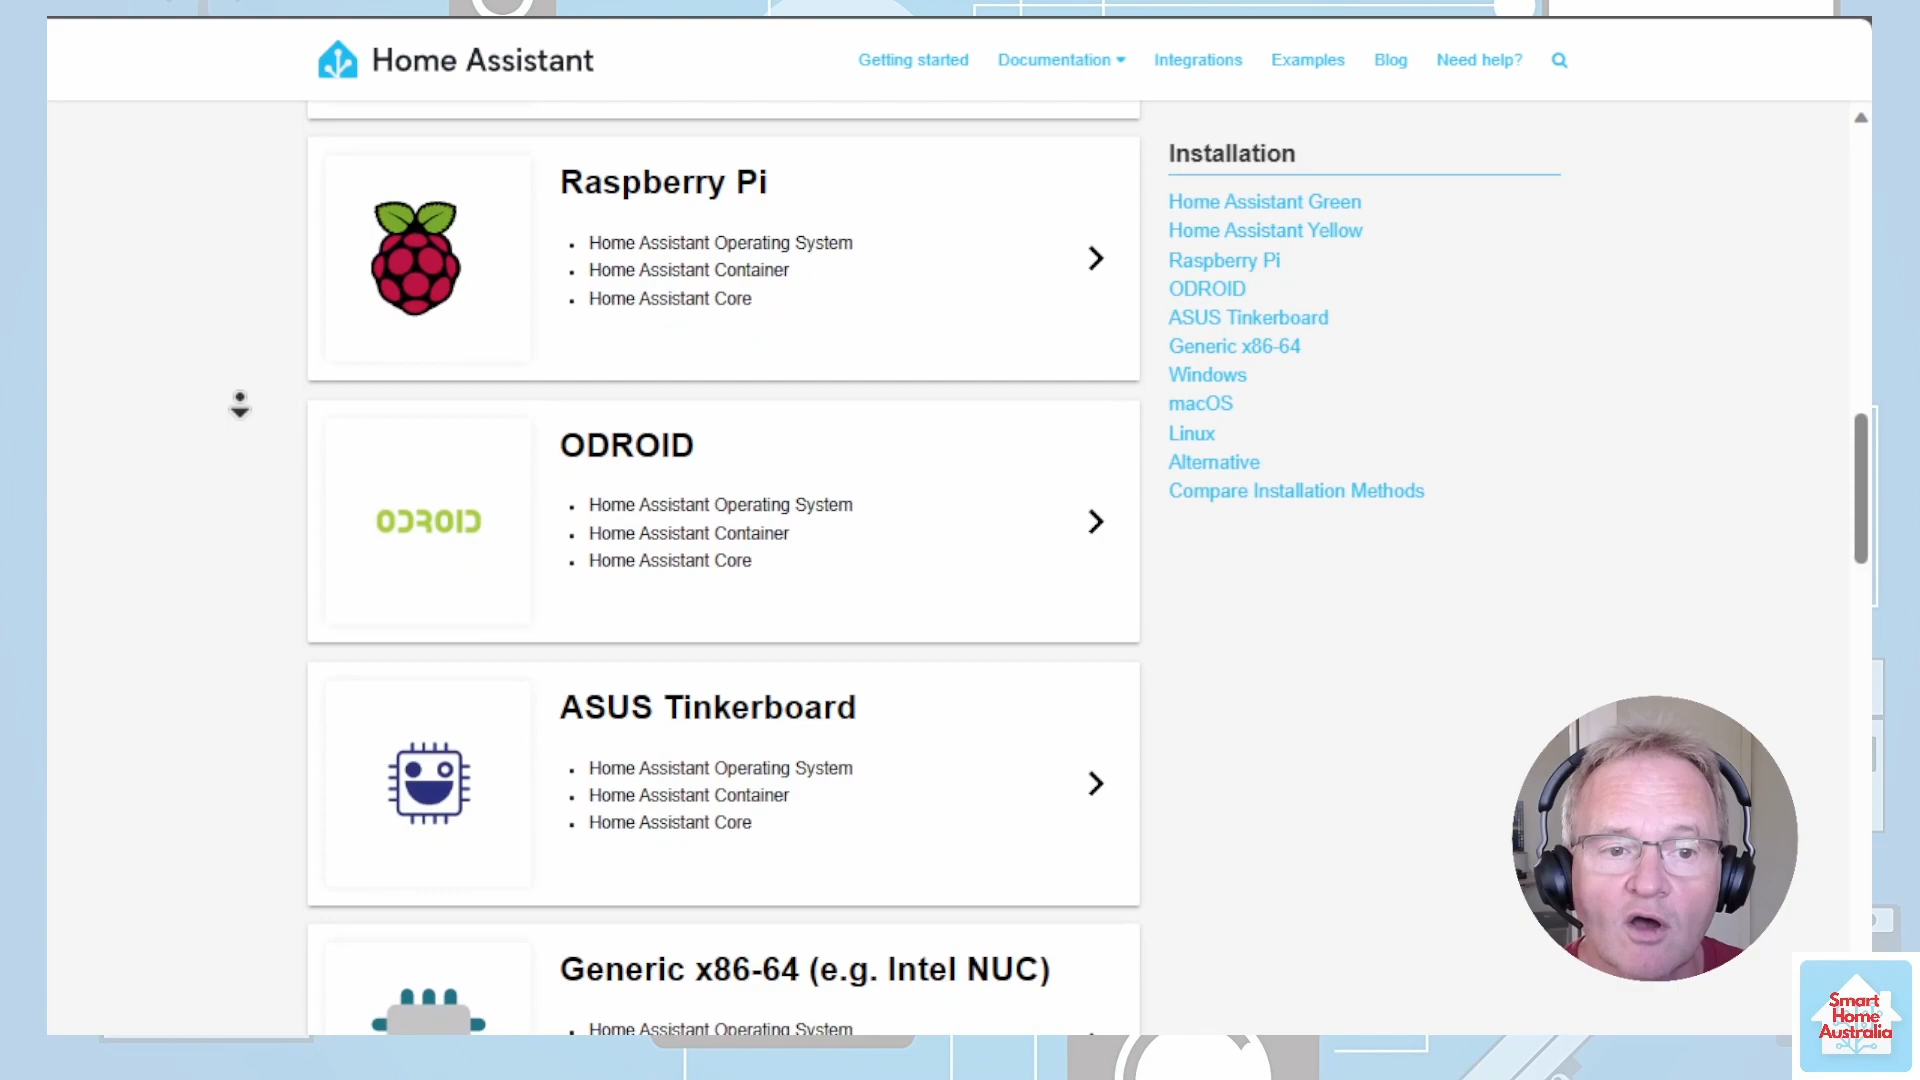 Home Assistant
Getting started
Documentation
Integrations
Examples
Blog
Need help?
Raspberry Pi
Home Assistant Operating System
Home Assistant Container
Home Assistant Core
ODROID
ODROID
Home Assistant Operating System
Home Assistant Container
Home Assistant Core
ASUS Tinkerboard
Home Assistant Operating System
Home Assistant Container
Home Assistant Core
Generic x86-64 (e.g. Intel NUC)
Home Assistant Operating System
Installation
Home Assistant Green
Home Assistant Yellow
Raspberry Pi
ODROID
ASUS Tinkerboard
Generic x86-64
Windows
macOS
Linux
Alternative
Compare Installation Methods
Smart
Home
Australia